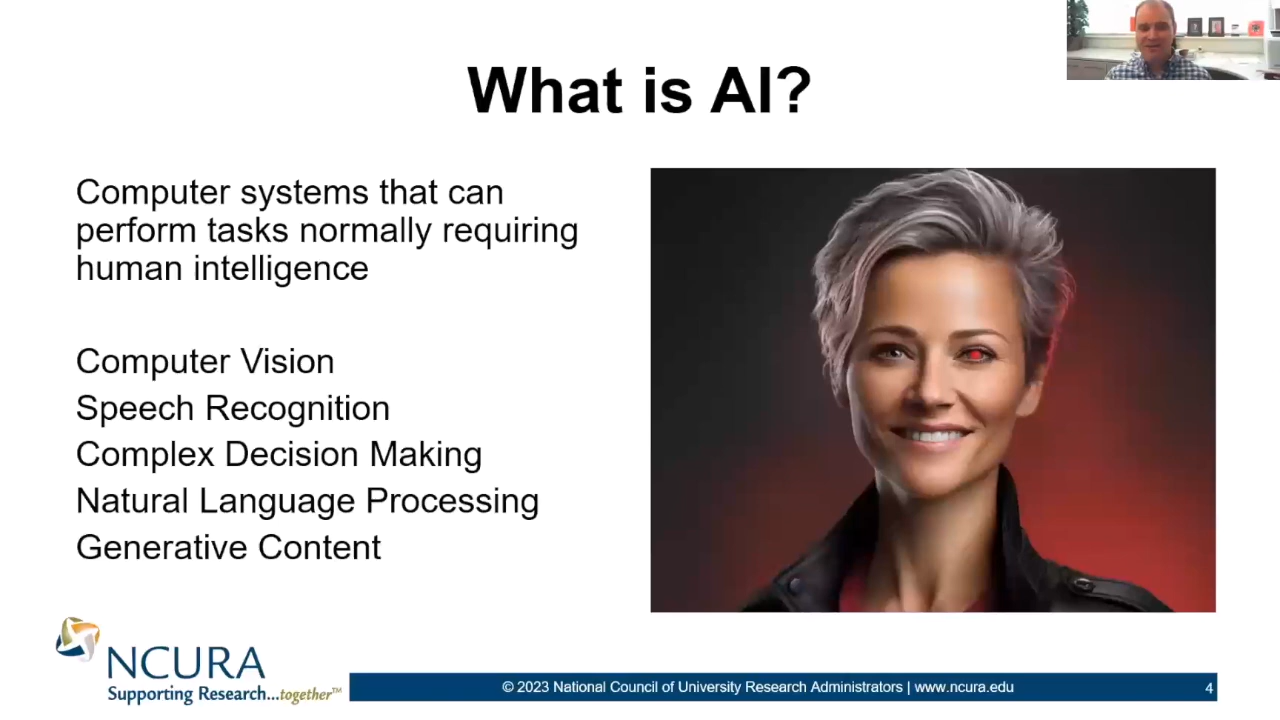 What is AI?
Computer systems that can
perform tasks normally requiring
human intelligence
Computer Vision
Speech Recognition
Complex Decision Making
Natural Language Processing
Generative Content
NCURA
Supporting Research...together™
© 2023 National Council of University Research Administrators | www.ncura.edu
4